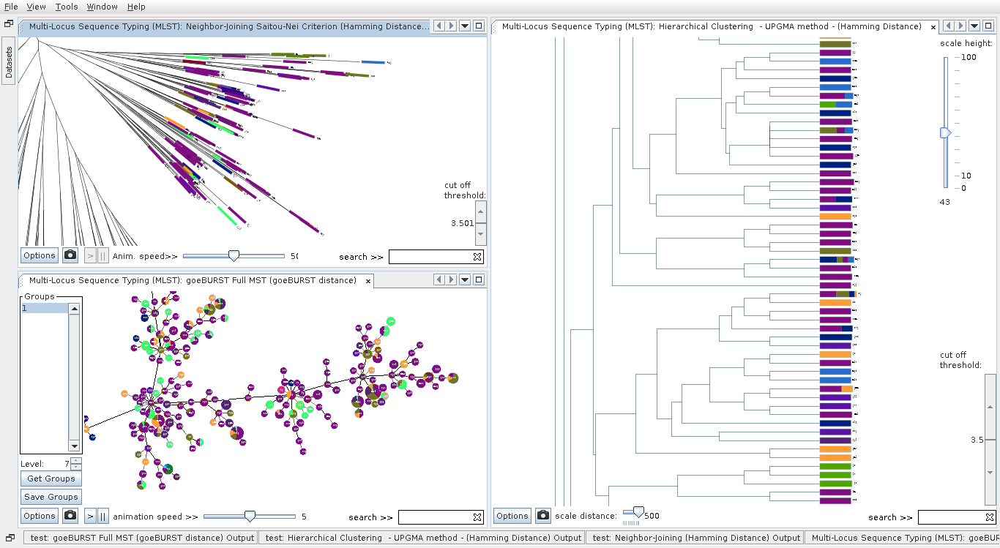 File View Tools Window Help
Datasets
Multi-Locus Sequence Typing (MLST): Neighbor-Joining Saitou-Nei Criterion (Hamming Distance...
cut off
threshold:
3.501
Options > || Anim. speed>> 50 search >>
Multi-Locus Sequence Typing (MLST): goeBURST Full MST (goeBURST distance) ×
Groups
1
Level: 7
Get Groups
Save Groups
Options > || animation speed >> 5 search >>
Multi-Locus Sequence Typing (MLST): Hierarchical Clustering - UPGMA method - (Hamming Distance) ×
scale height:
100
10
0
43
cut off
threshold:
3.5
Options scale distance: 500 search >>
test: goeBURST Full MST (goeBURST distance) Output
test: Hierarchical Clustering - UPGMA method - (Hamming Distance) Output
test: Neighbor-Joining (Hamming Distance) Output
Multi-Locus Sequence Typing (MLST): goeBUR